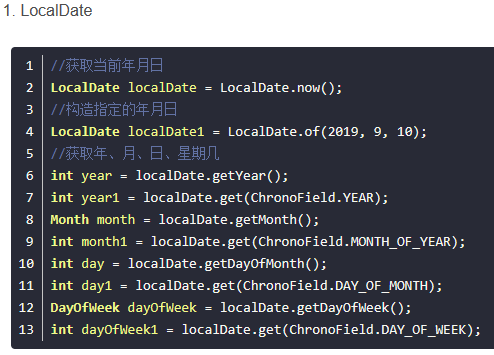 1. LocalDate
1 //获取当前年月日
2 LocalDate localDate = LocalDate.now();
3 //构造指定的年月日
4 LocalDate localDate1 = LocalDate.of(2019, 9, 10);
5 //获取年、月、日、星期几
6 int year = localDate.getYear();
7 int year1 = localDate.get(ChronoField.YEAR);
8 Month month = localDate.getMonth();
9 int month1 = localDate.get(ChronoField.MONTH_OF_YEAR);
10 int day = localDate.getDayOfMonth();
11 int day1 = localDate.get(ChronoField.DAY_OF_MONTH);
12 DayOfWeek dayOfWeek = localDate.getDayOfWeek();
13 int dayOfWeek1 = localDate.get(ChronoField.DAY_OF_WEEK);